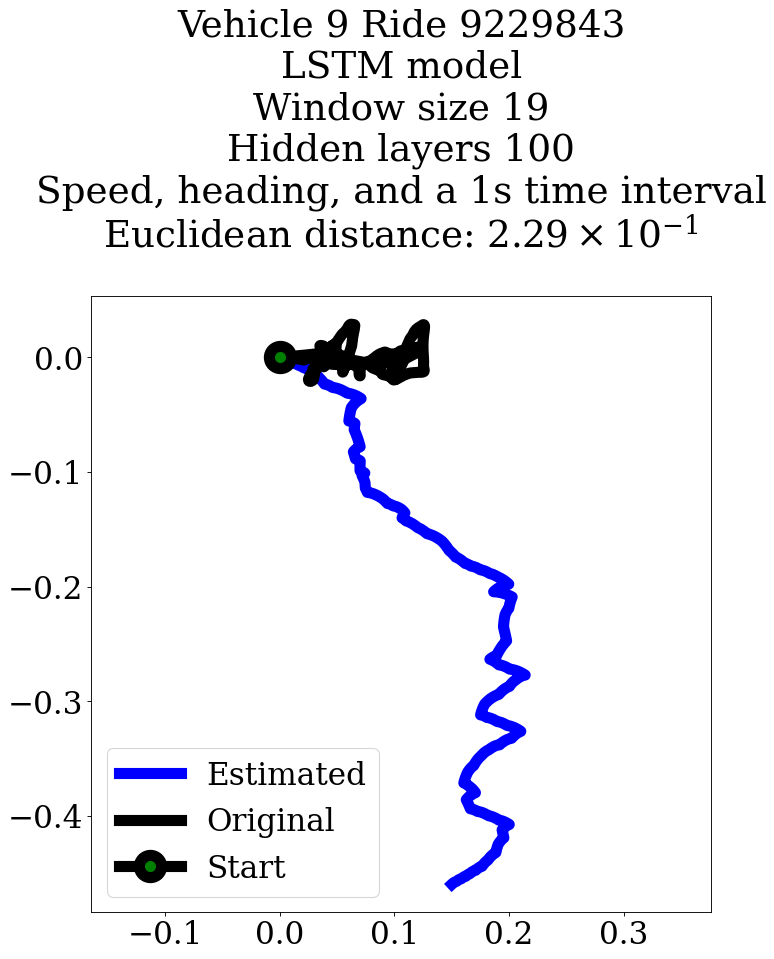 Vehicle 9 Ride 9229843
LSTM model
Window size 19
Hidden layers 100
Speed, heading, and a 1s time interval
Euclidean distance: 2.29 × 10⁻¹
0.0
−0.1
−0.2
−0.3
−0.4
Estimated
Original
Start
−0.1 0.0 0.1 0.2 0.3